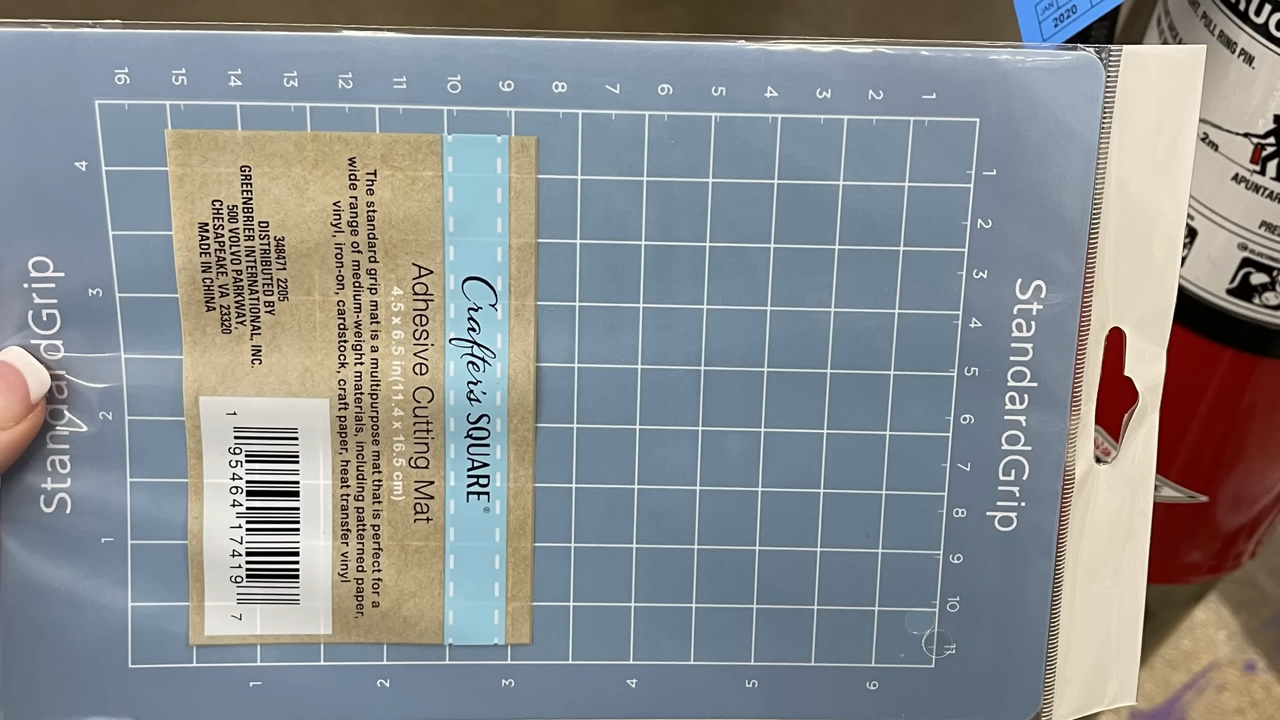 StandardGrip
1 2 3 4 5 6 7 8 9 10 11
1 2 3 4 5 6 7 8 9 10 11 12 13 14 15 16
Crafter's SQUARE®
Adhesive Cutting Mat
4.5 x 6.5 in(11.4 x 16.5 cm)
The standard grip mat is a multipurpose mat that is perfect for a
wide range of medium-weight materials, including patterned paper,
vinyl, iron-on, cardstock, craft paper, heat transfer vinyl
348471 2205
DISTRIBUTED BY
GREENBRIER INTERNATIONAL, INC.
500 VOLVO PARKWAY,
CHESAPEAKE, VA 23320
MADE IN CHINA
1 95464 17419 7
6 5 4 3 2 1
4 3 2 1
StandardGrip
JAN
2020
PULL RING PIN.
2m
APUNTAR